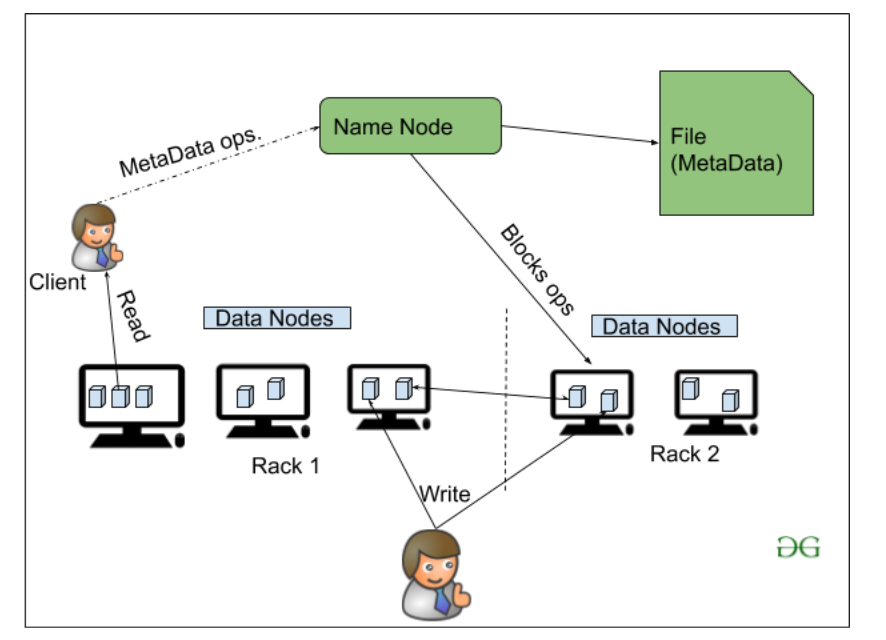 Name Node
File
(MetaData)
MetaData ops.
Client
Blocks ops
Read
Data Nodes
Data Nodes
Rack 1
Rack 2
Write